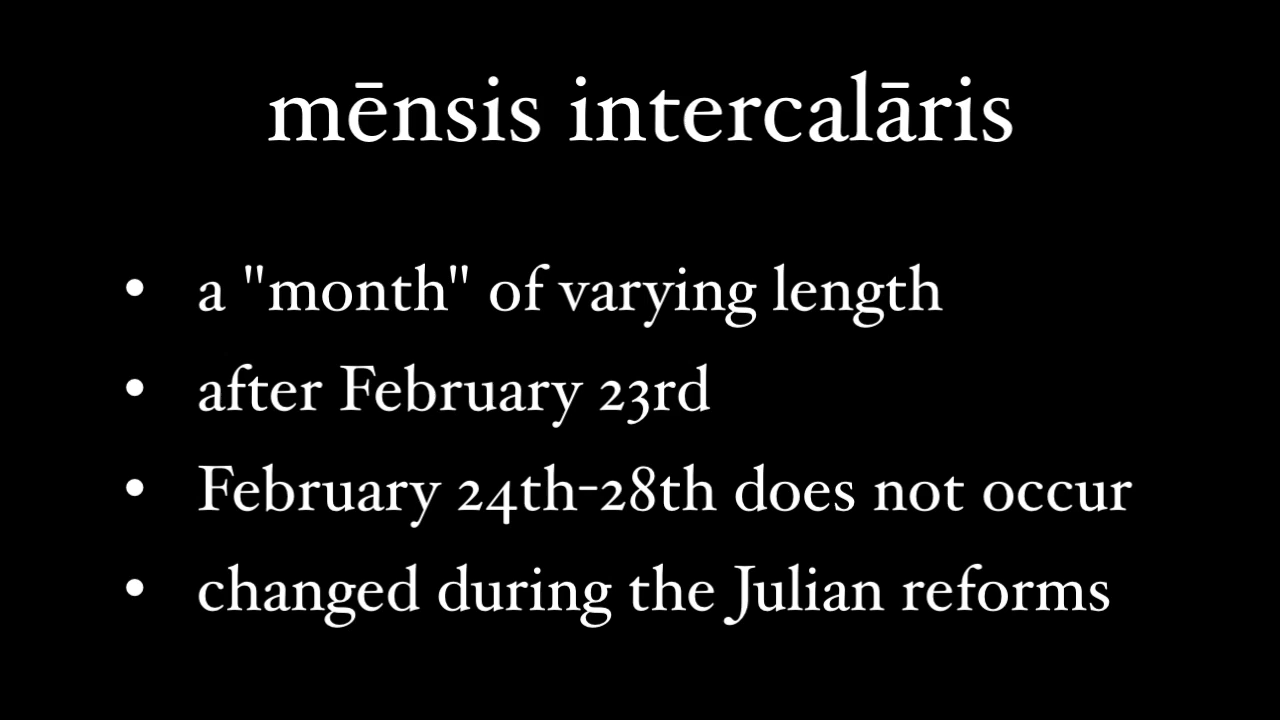 mēnsis intercalāris
• a "month" of varying length
• after February 23rd
• February 24th-28th does not occur
• changed during the Julian reforms